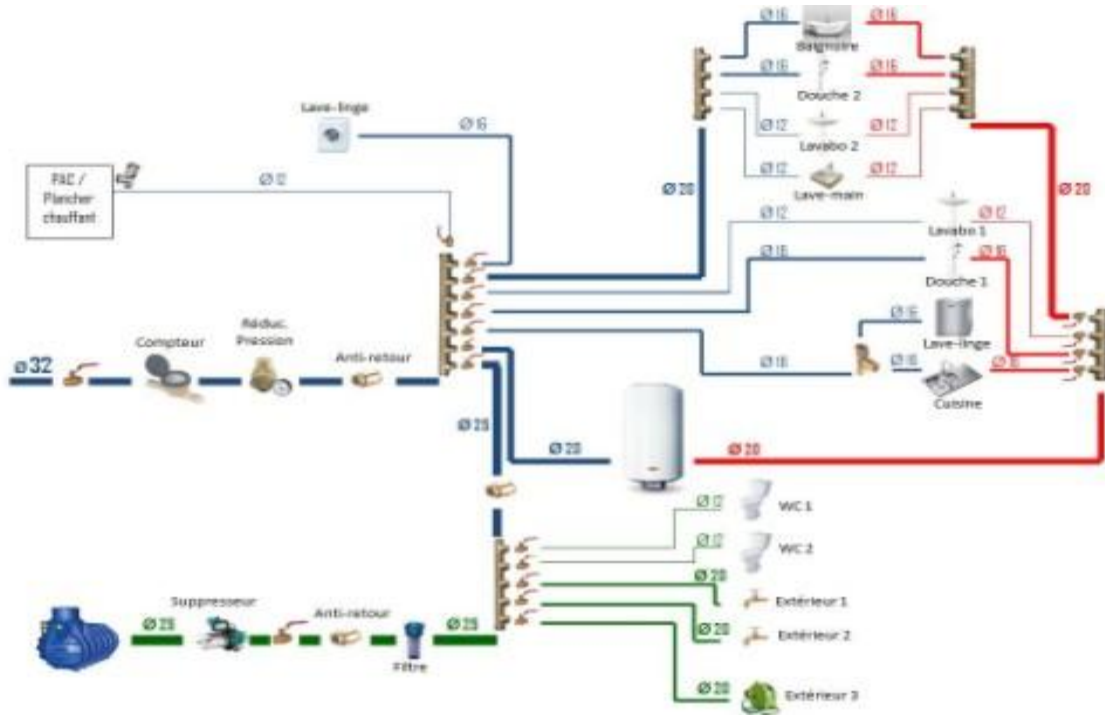 Ø 16
Ø 16
Baignoire
Ø 16
Ø 16
Douche 2
Ø 12
Ø 12
Lavabo 2
Ø 12
Ø 12
Lave-main
Ø 20
Ø 20
Lave-linge
Ø 16
PAC /
Plancher
chauffant
Ø 12
Ø 12
Ø 12
Lavabo 1
Ø 16
Ø 16
Douche 1
Ø 16
Lave-linge
Ø 16
Ø 16
Ø 16
Cuisine
Ø 32
Compteur
Réduc.
Pression
Anti-retour
Ø 25
Ø 20
Ø 20
Ø 12
WC 1
Ø 12
WC 2
Ø 20
Extérieur 1
Ø 20
Extérieur 2
Ø 20
Extérieur 3
Ø 25
Suppresseur
Anti-retour
Filtre
Ø 25